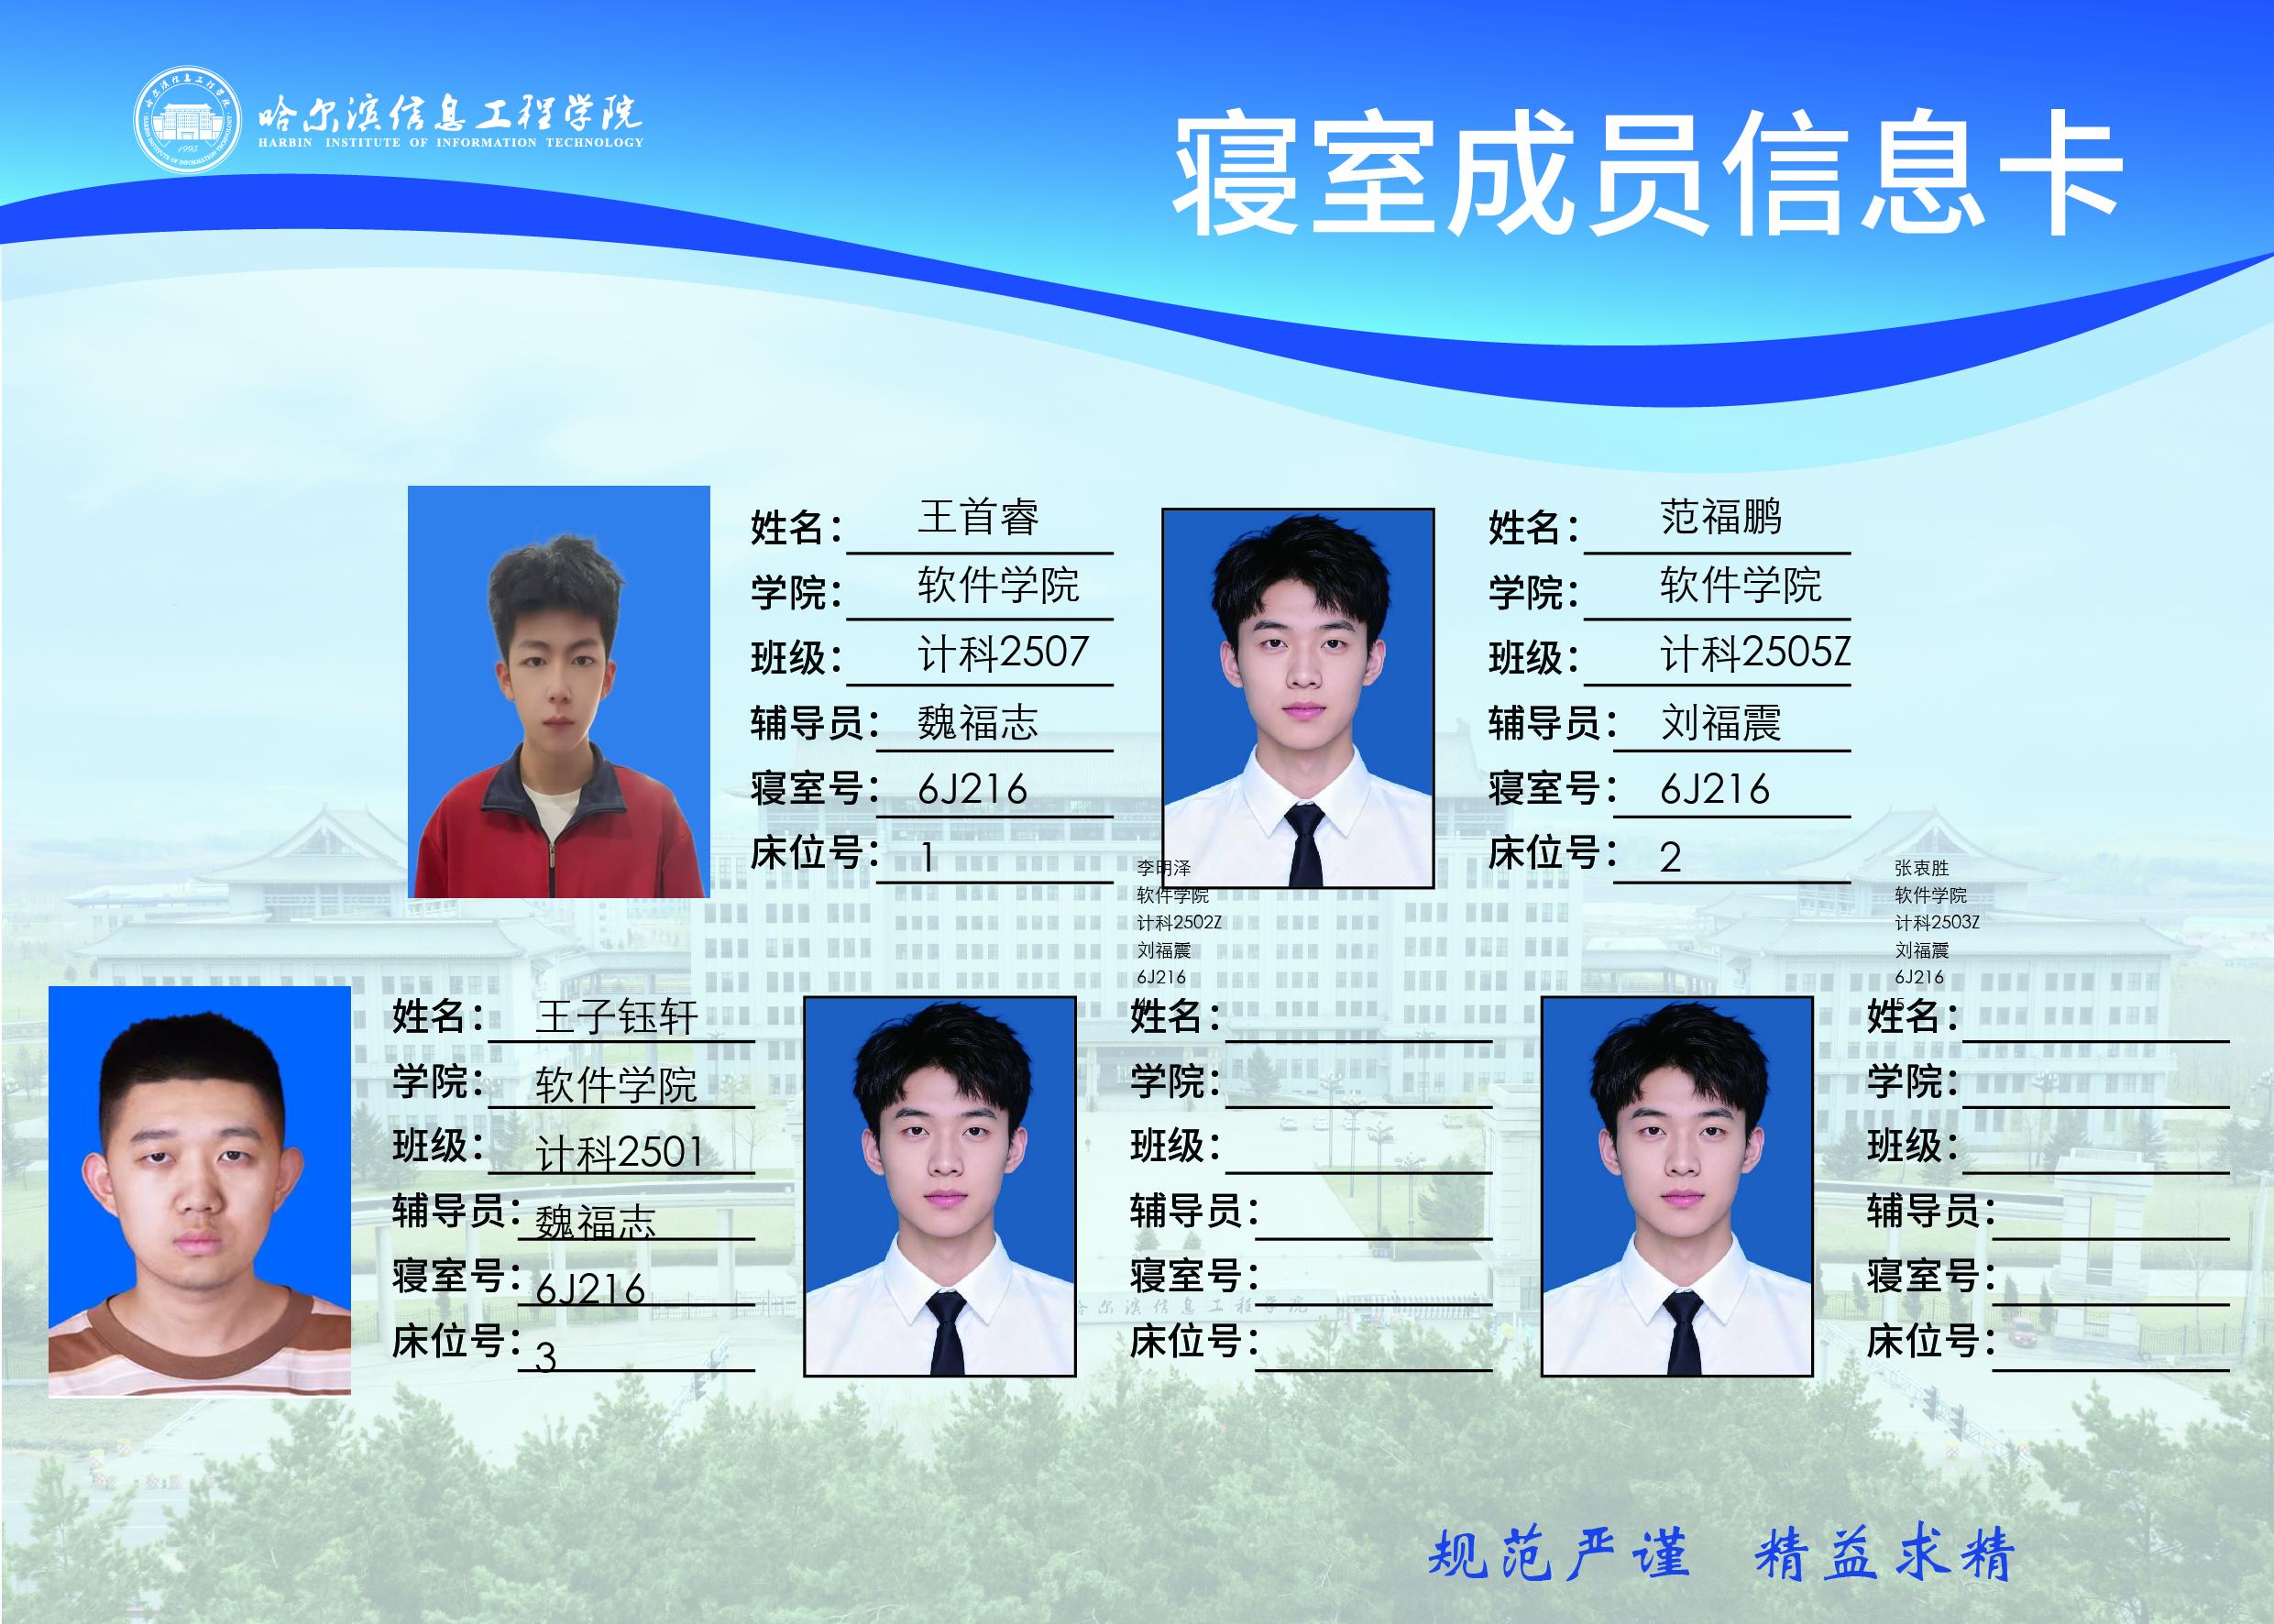 哈尔滨信息工程学院
HARBIN INSTITUTE OF INFORMATION TECHNOLOGY
1995
寝室成员信息卡
姓名： 王首睿
学院： 软件学院
班级： 计科2507
辅导员： 魏福志
寝室号： 6J216
床位号： 1
姓名： 范福鹏
学院： 软件学院
班级： 计科2505Z
辅导员： 刘福震
寝室号： 6J216
床位号： 2
李明泽
软件学院
计科2502Z
刘福震
6J216
4
张衷胜
软件学院
计科2503Z
刘福震
6J216
5
姓名： 王子钰轩
学院： 软件学院
班级： 计科2501
辅导员： 魏福志
寝室号： 6J216
床位号： 3
姓名：
学院：
班级：
辅导员：
寝室号：
床位号：
姓名：
学院：
班级：
辅导员：
寝室号：
床位号：
哈尔滨信息工程学院
规范严谨 精益求精